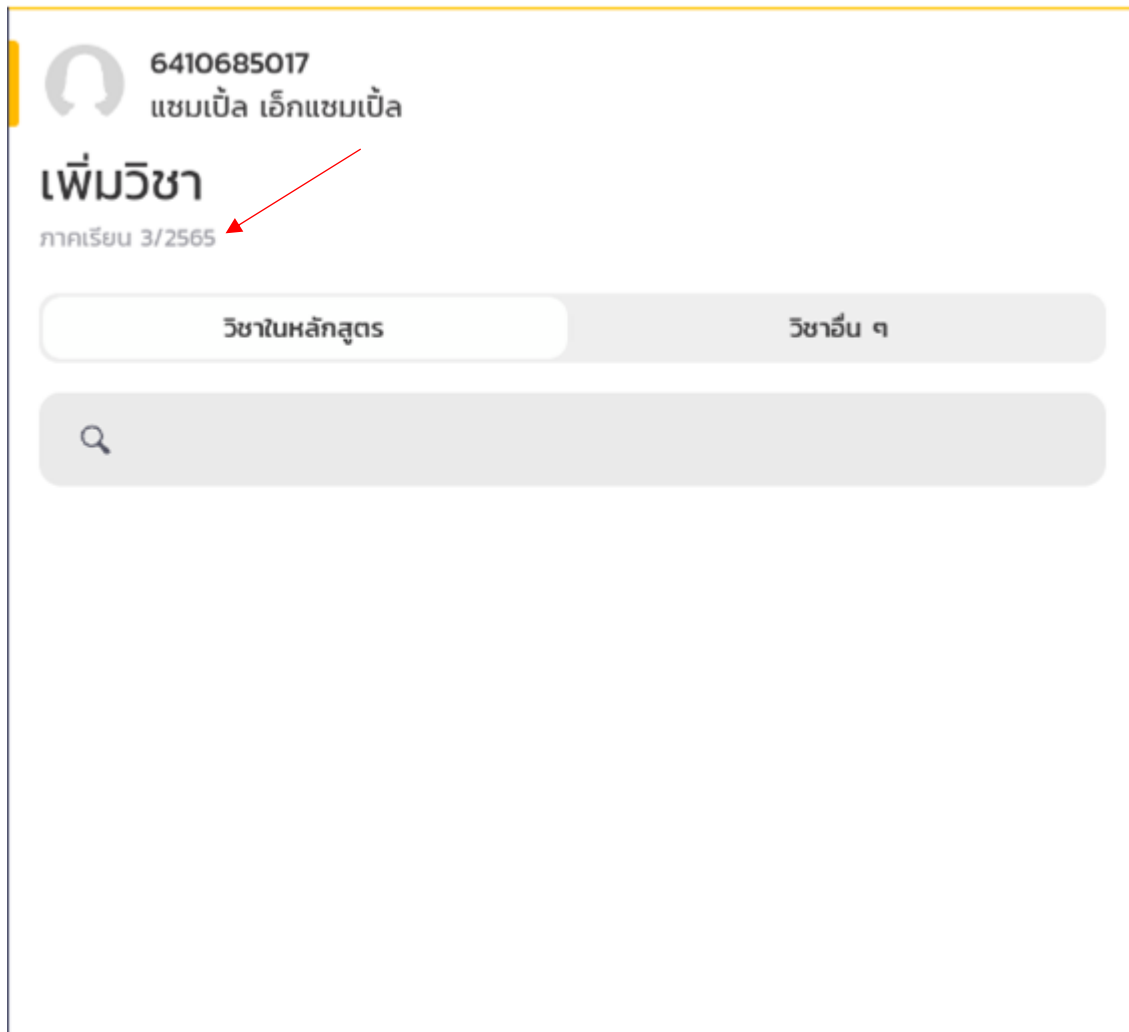 6410685017
แซมเปิ้ล เอ็กแซมเปิ้ล
เพิ่มวิชา
ภาคเรียน 3/2565
วิชาในหลักสูตร
วิชาอื่น ๆ